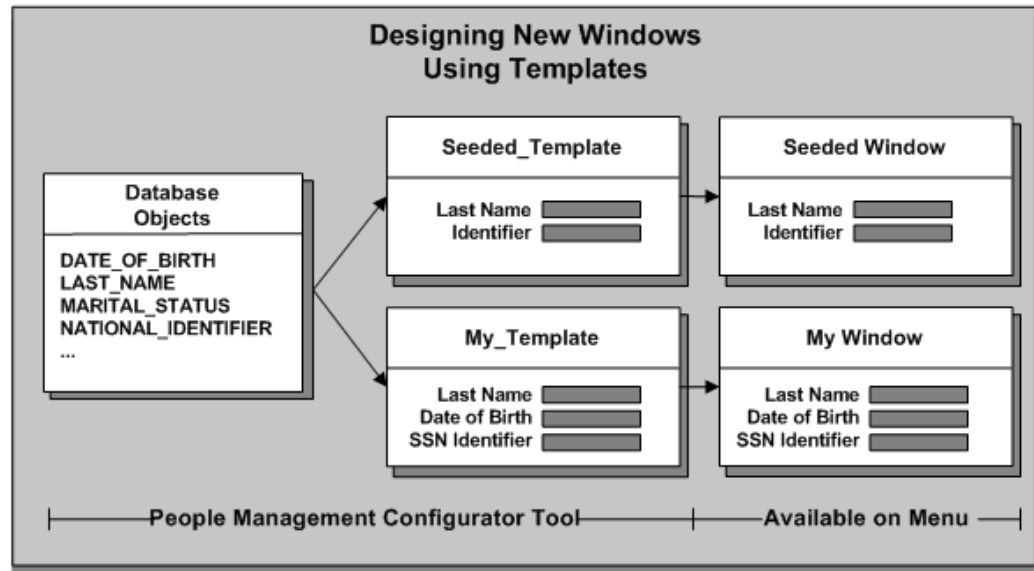 Designing New Windows
Using Templates
Database
Objects
DATE_OF_BIRTH
LAST_NAME
MARITAL_STATUS
NATIONAL_IDENTIFIER
...
Seeded_Template
Last Name
Identifier
Seeded Window
Last Name
Identifier
My_Template
Last Name
Date of Birth
SSN Identifier
My Window
Last Name
Date of Birth
SSN Identifier
People Management Configurator Tool
Available on Menu